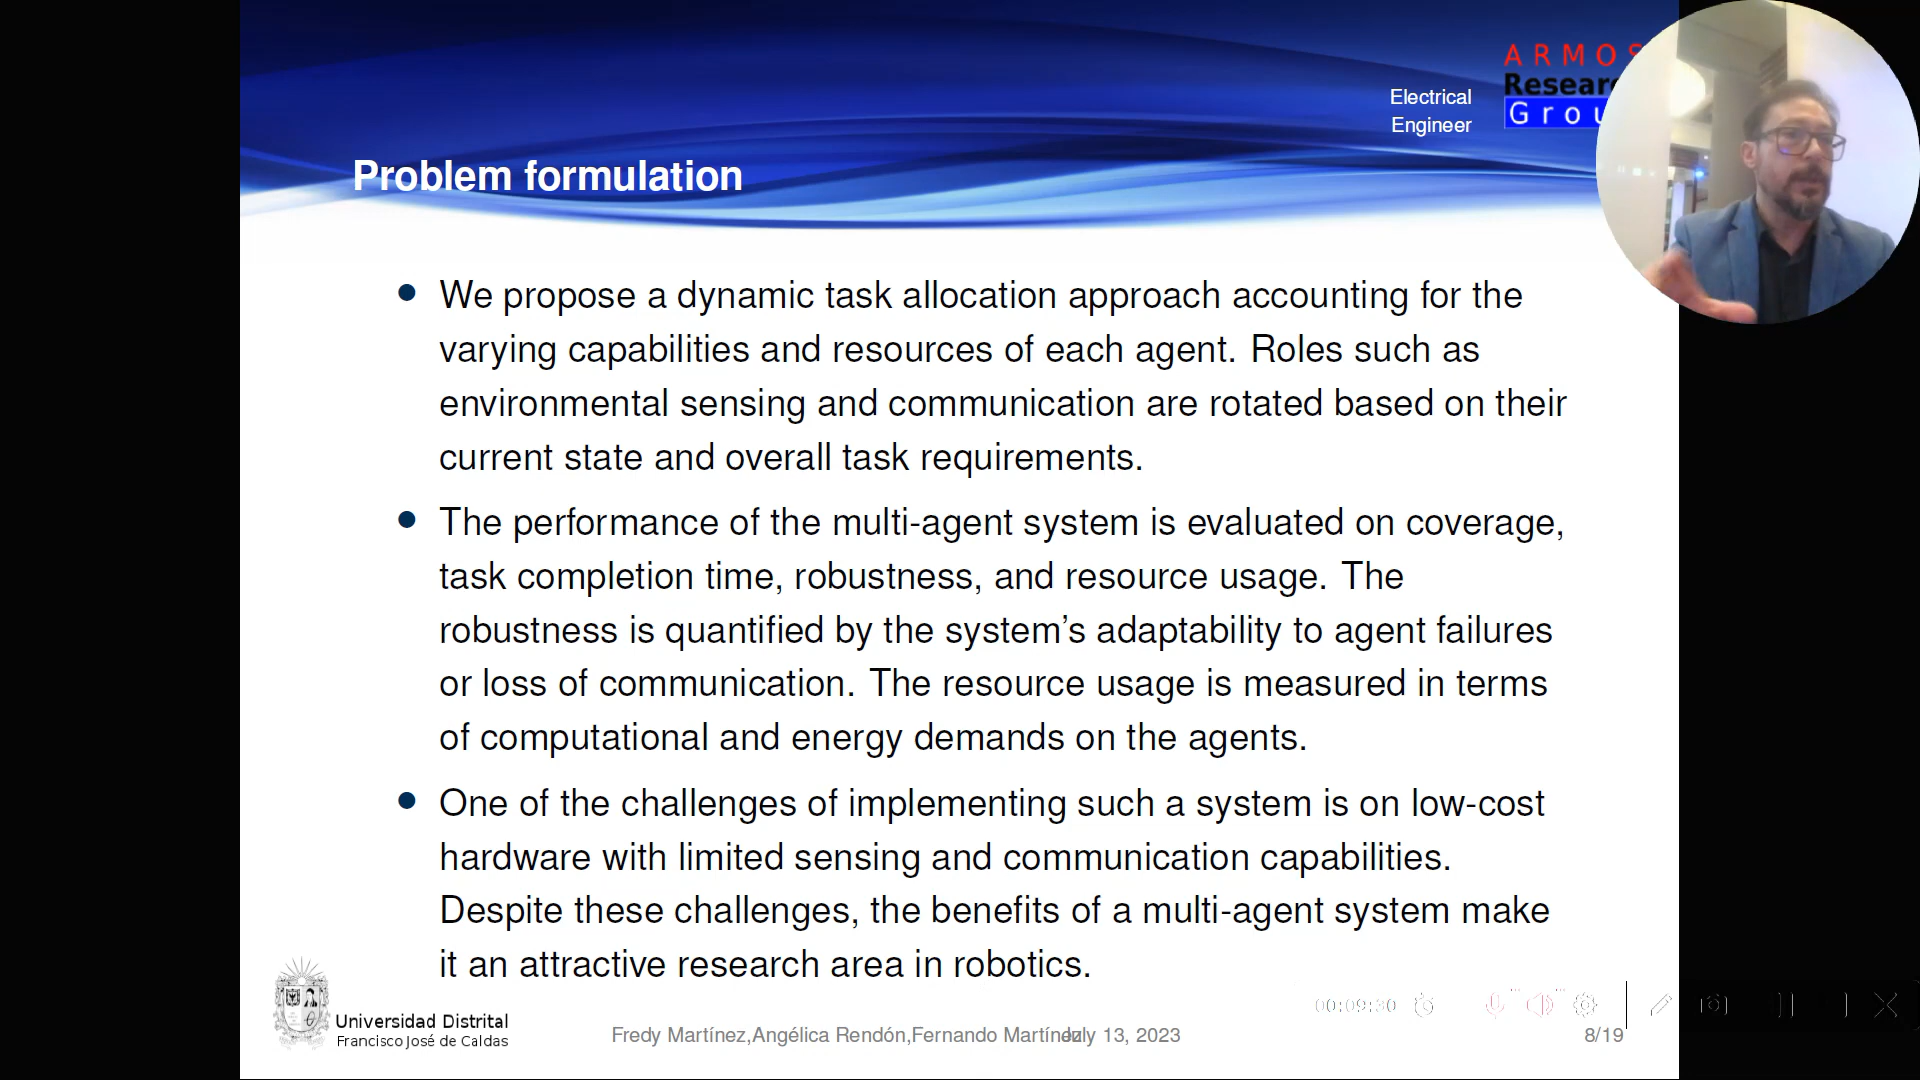 ARMOS
Research
Group
Electrical
Engineer
Problem formulation
We propose a dynamic task allocation approach accounting for the
varying capabilities and resources of each agent. Roles such as
environmental sensing and communication are rotated based on their
current state and overall task requirements.
The performance of the multi-agent system is evaluated on coverage,
task completion time, robustness, and resource usage. The
robustness is quantified by the system's adaptability to agent failures
or loss of communication. The resource usage is measured in terms
of computational and energy demands on the agents.
One of the challenges of implementing such a system is on low-cost
hardware with limited sensing and communication capabilities.
Despite these challenges, the benefits of a multi-agent system make
it an attractive research area in robotics.
00:09:30
Universidad Distrital
Francisco José de Caldas
Fredy Martínez,Angélica Rendón,Fernando Martínez
July 13, 2023
8/19